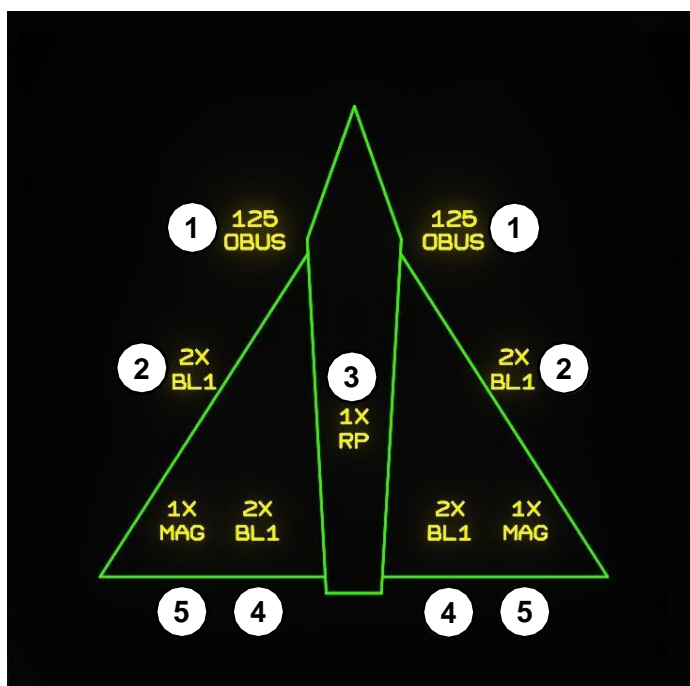 1 125 OBUS
125 OBUS 1
2 2X BL1
2X BL1 2
3
1X
RP
1X MAG
2X BL1
2X BL1
1X MAG
5 4 4 5